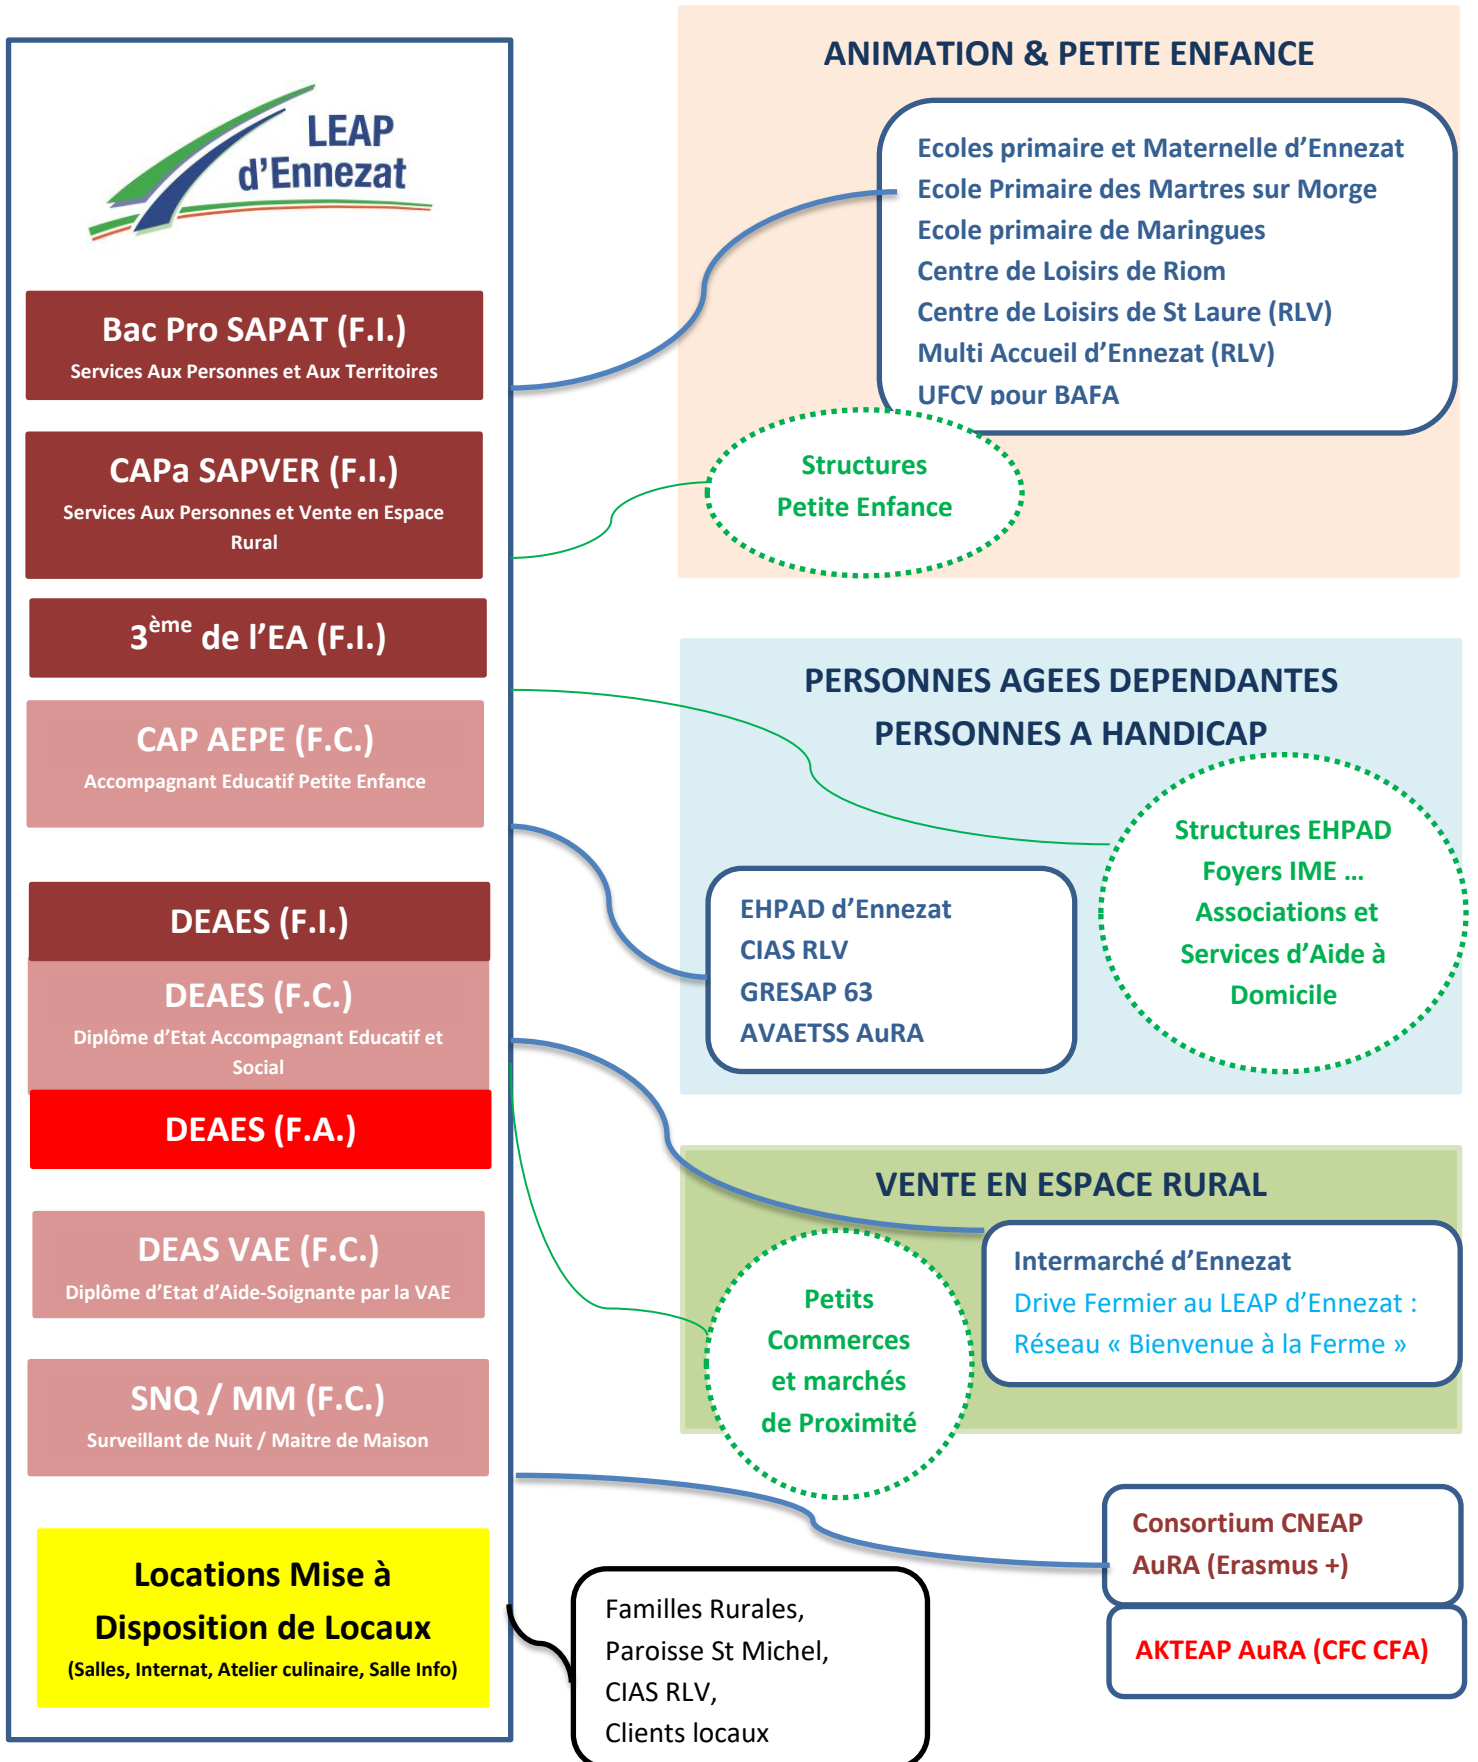 LEAP
d'Ennezat
Bac Pro SAPAT (F.I.)
Services Aux Personnes et Aux Territoires
CAPa SAPVER (F.I.)
Services Aux Personnes et Vente en Espace
Rural
3ème de l'EA (F.I.)
CAP AEPE (F.C.)
Accompagnant Educatif Petite Enfance
DEAES (F.I.)
DEAES (F.C.)
Diplôme d'Etat Accompagnant Educatif et
Social
DEAES (F.A.)
DEAS VAE (F.C.)
Diplôme d'Etat d'Aide-Soignante par la VAE
SNQ / MM (F.C.)
Surveillant de Nuit / Maitre de Maison
Locations Mise à
Disposition de Locaux
(Salles, Internat, Atelier culinaire, Salle Info)
ANIMATION & PETITE ENFANCE
Ecoles primaire et Maternelle d'Ennezat
Ecole Primaire des Martres sur Morge
Ecole primaire de Maringues
Centre de Loisirs de Riom
Centre de Loisirs de St Laure (RLV)
Multi Accueil d'Ennezat (RLV)
UFCV pour BAFA
Structures
Petite Enfance
PERSONNES AGEES DEPENDANTES
PERSONNES A HANDICAP
Structures EHPAD
Foyers IME ...
Associations et
Services d'Aide à
Domicile
EHPAD d'Ennezat
CIAS RLV
GRESAP 63
AVAETSS AuRA
VENTE EN ESPACE RURAL
Intermarché d'Ennezat
Drive Fermier au LEAP d'Ennezat :
Réseau « Bienvenue à la Ferme »
Petits
Commerces
et marchés
de Proximité
Consortium CNEAP
AuRA (Erasmus +)
AKTEAP AuRA (CFC CFA)
Familles Rurales,
Paroisse St Michel,
CIAS RLV,
Clients locaux